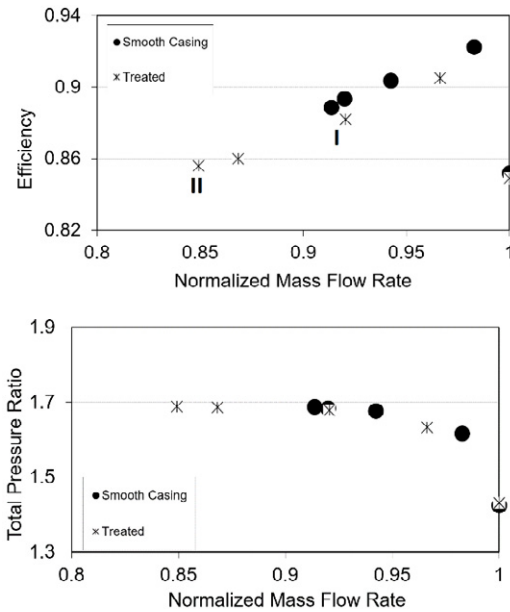 0.94
Smooth Casing
Treated
0.9
Efficiency
I
0.86
II
0.82
0.8 0.85 0.9 0.95 1
Normalized Mass Flow Rate
1.9
1.7
Total Pressure Ratio
1.5
Smooth Casing
Treated
1.3
0.8 0.85 0.9 0.95 1
Normalized Mass Flow Rate